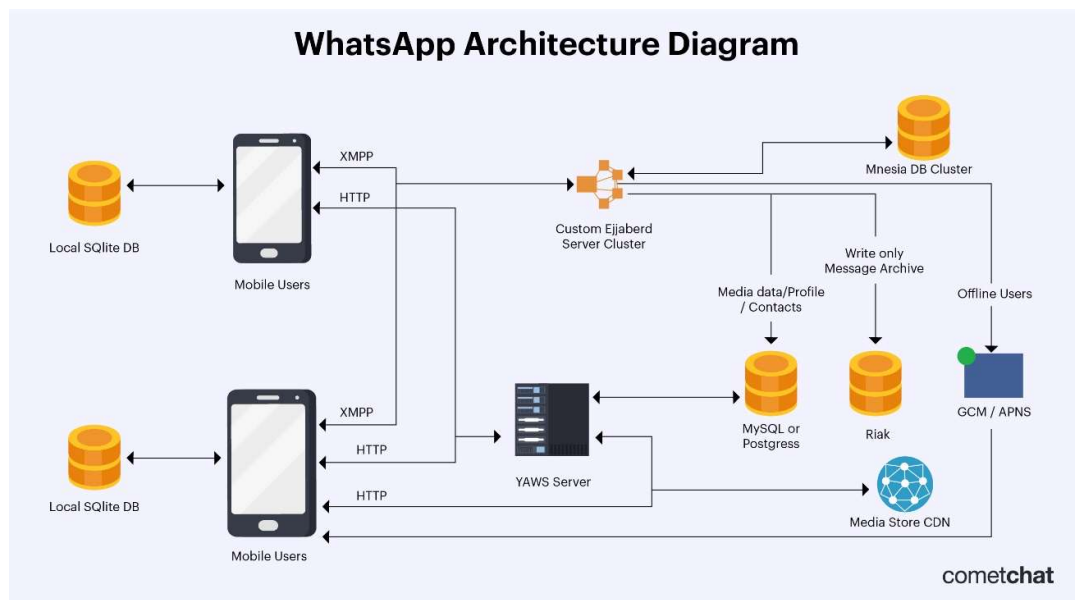 WhatsApp Architecture Diagram
XMPP
HTTP
Local SQlite DB
Mobile Users
Custom Ejjaberd
Server Cluster
Mnesia DB Cluster
Write only
Message Archive
Media data/Profile
/ Contacts
Offline Users
XMPP
HTTP
HTTP
Local SQlite DB
Mobile Users
YAWS Server
MySQL or
Postgress
Riak
GCM / APNS
Media Store CDN
cometchat